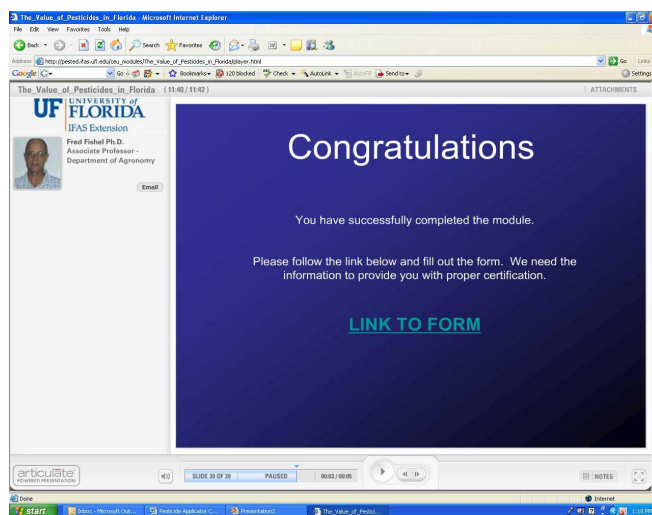 The_Value_of_Pesticides_in_Florida - Microsoft Internet Explorer
File Edit View Favorites Tools Help
Back Search Favorites
Address http://pested.ifas.ufl.edu/ceu_modules/The_Value_of_Pesticides_in_Florida/player.html Go Links
Google G Go Bookmarks 120 blocked Check AutoLink AutoFill Send to Settings
The_Value_of_Pesticides_in_Florida (11:40 / 11:42) ATTACHMENTS
UF UNIVERSITY of
FLORIDA
IFAS Extension
Fred Fishel Ph.D.
Associate Professor -
Department of Agronomy
Email
Congratulations
You have successfully completed the module.
Please follow the link below and fill out the form. We need the
information to provide you with proper certification.
LINK TO FORM
articulate
POWERED PRESENTATION
SLIDE 39 OF 39 PAUSED 00:03 / 00:05 NOTES
Done Internet
start Inbox - Microsoft Out... Pesticide Applicator C... Presentation2 The_Value_of_Pestici... 1:18 PM